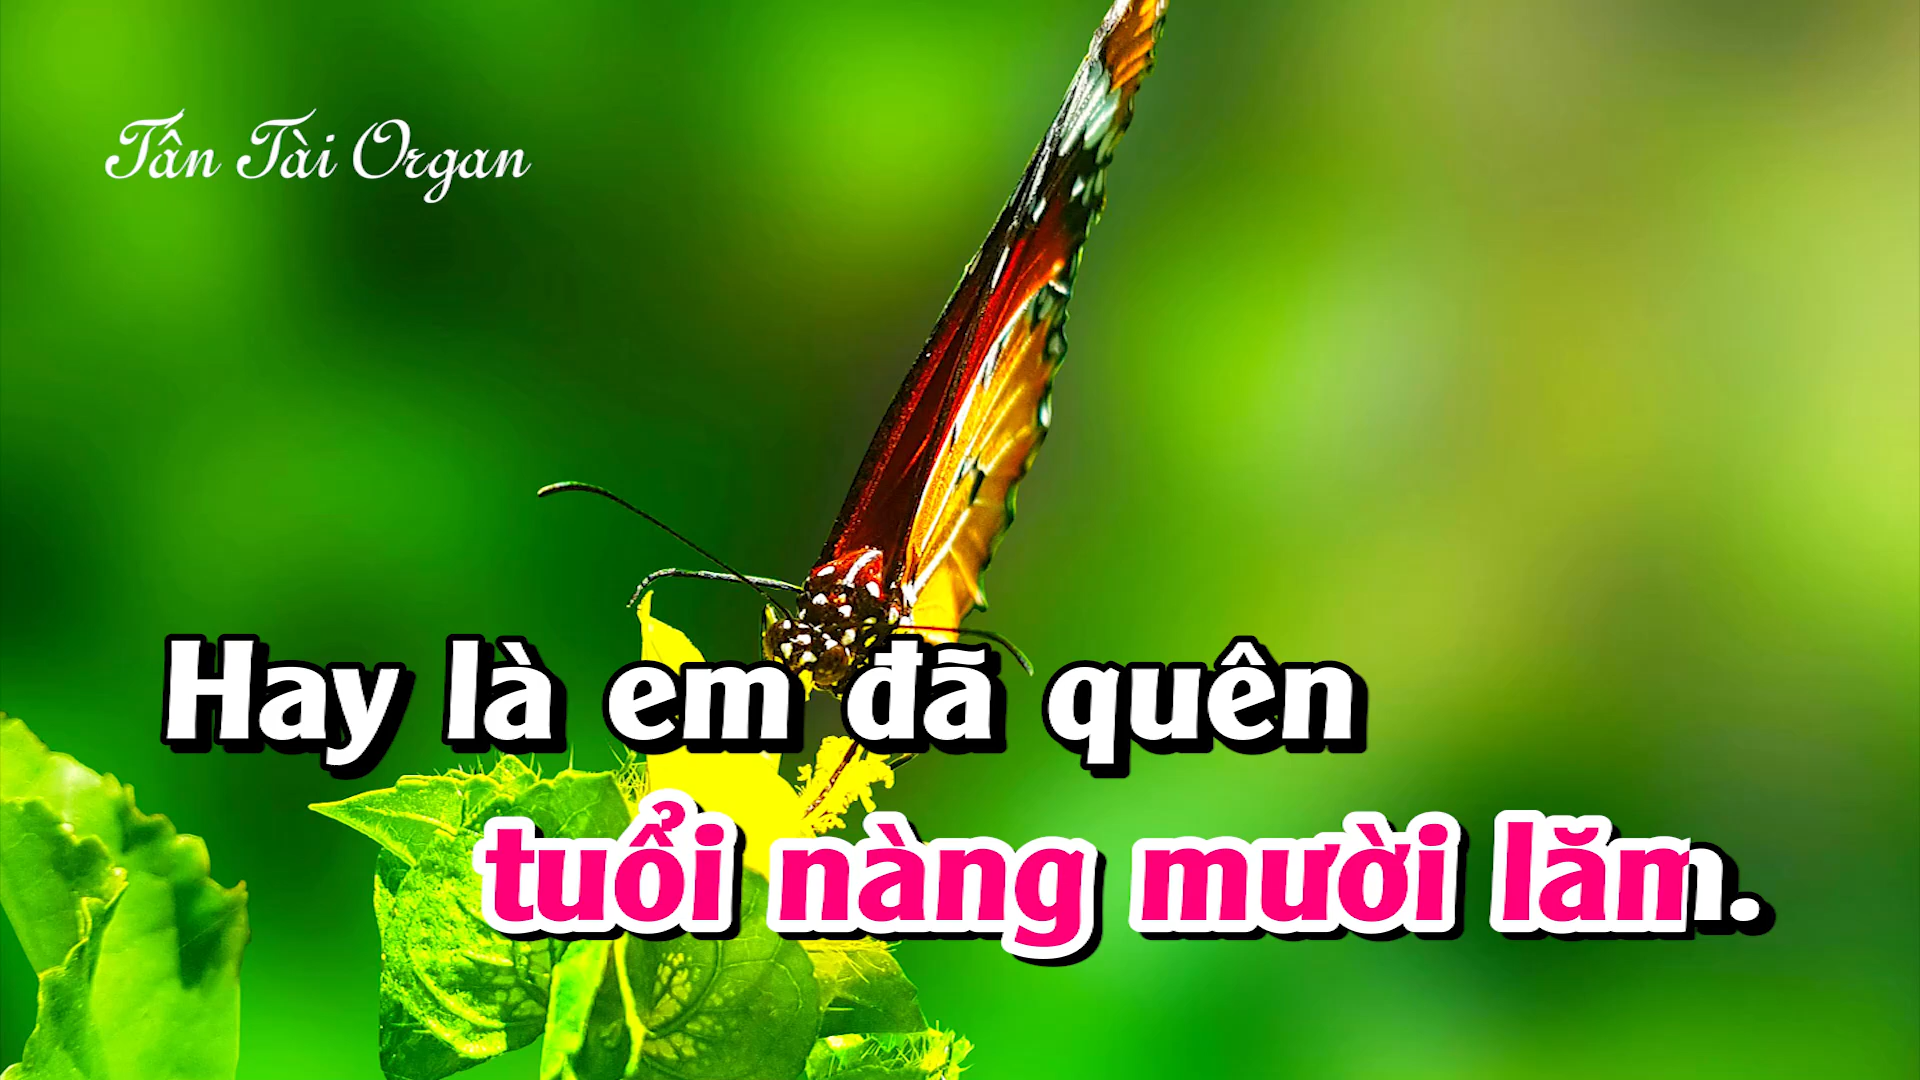 Tấn Tài Organ
Hay là em đã quên
tuổi nàng mười lăm.